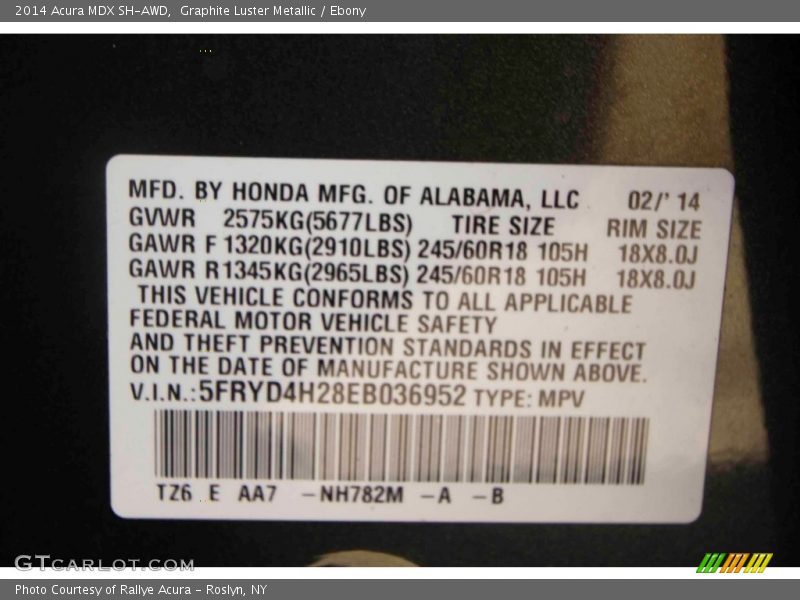 2014 Acura MDX SH-AWD,  Graphite Luster Metallic / Ebony
MFD. BY HONDA MFG. OF ALABAMA, LLC 02/' 14
GVWR 2575KG(5677LBS) TIRE SIZE RIM SIZE
GAWR F 1320KG(2910LBS) 245/60R18 105H 18X8.0J
GAWR R 1345KG(2965LBS) 245/60R18 105H 18X8.0J
THIS VEHICLE CONFORMS TO ALL APPLICABLE
FEDERAL MOTOR VEHICLE SAFETY
AND THEFT PREVENTION STANDARDS IN EFFECT
ON THE DATE OF MANUFACTURE SHOWN ABOVE.
V.I.N.:5FRYD4H28EB036952 TYPE: MPV
TZ6 E AA7 -NH782M -A -B
GTCARLOT.COM
Photo Courtesy of Rallye Acura - Roslyn, NY